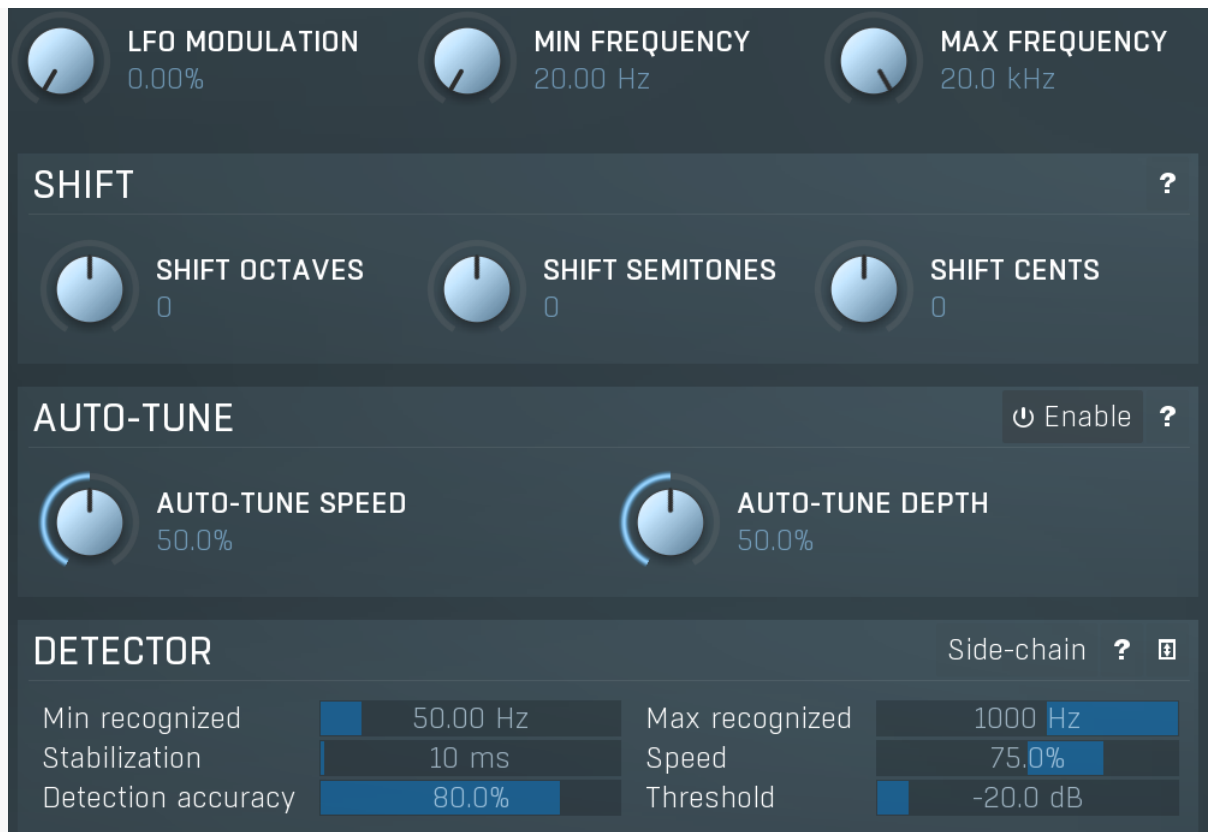 LFO MODULATION MIN FREQUENCY MAX FREQUENCY
0.00% 20.00 Hz 20.0 kHz
SHIFT ?
SHIFT OCTAVES SHIFT SEMITONES SHIFT CENTS
0 0 0
AUTO-TUNE Enable ?
AUTO-TUNE SPEED AUTO-TUNE DEPTH
50.0% 50.0%
DETECTOR Side-chain ?
Min recognized 50.00 Hz Max recognized 1000 Hz
Stabilization 10 ms Speed 75.0%
Detection accuracy 80.0% Threshold -20.0 dB